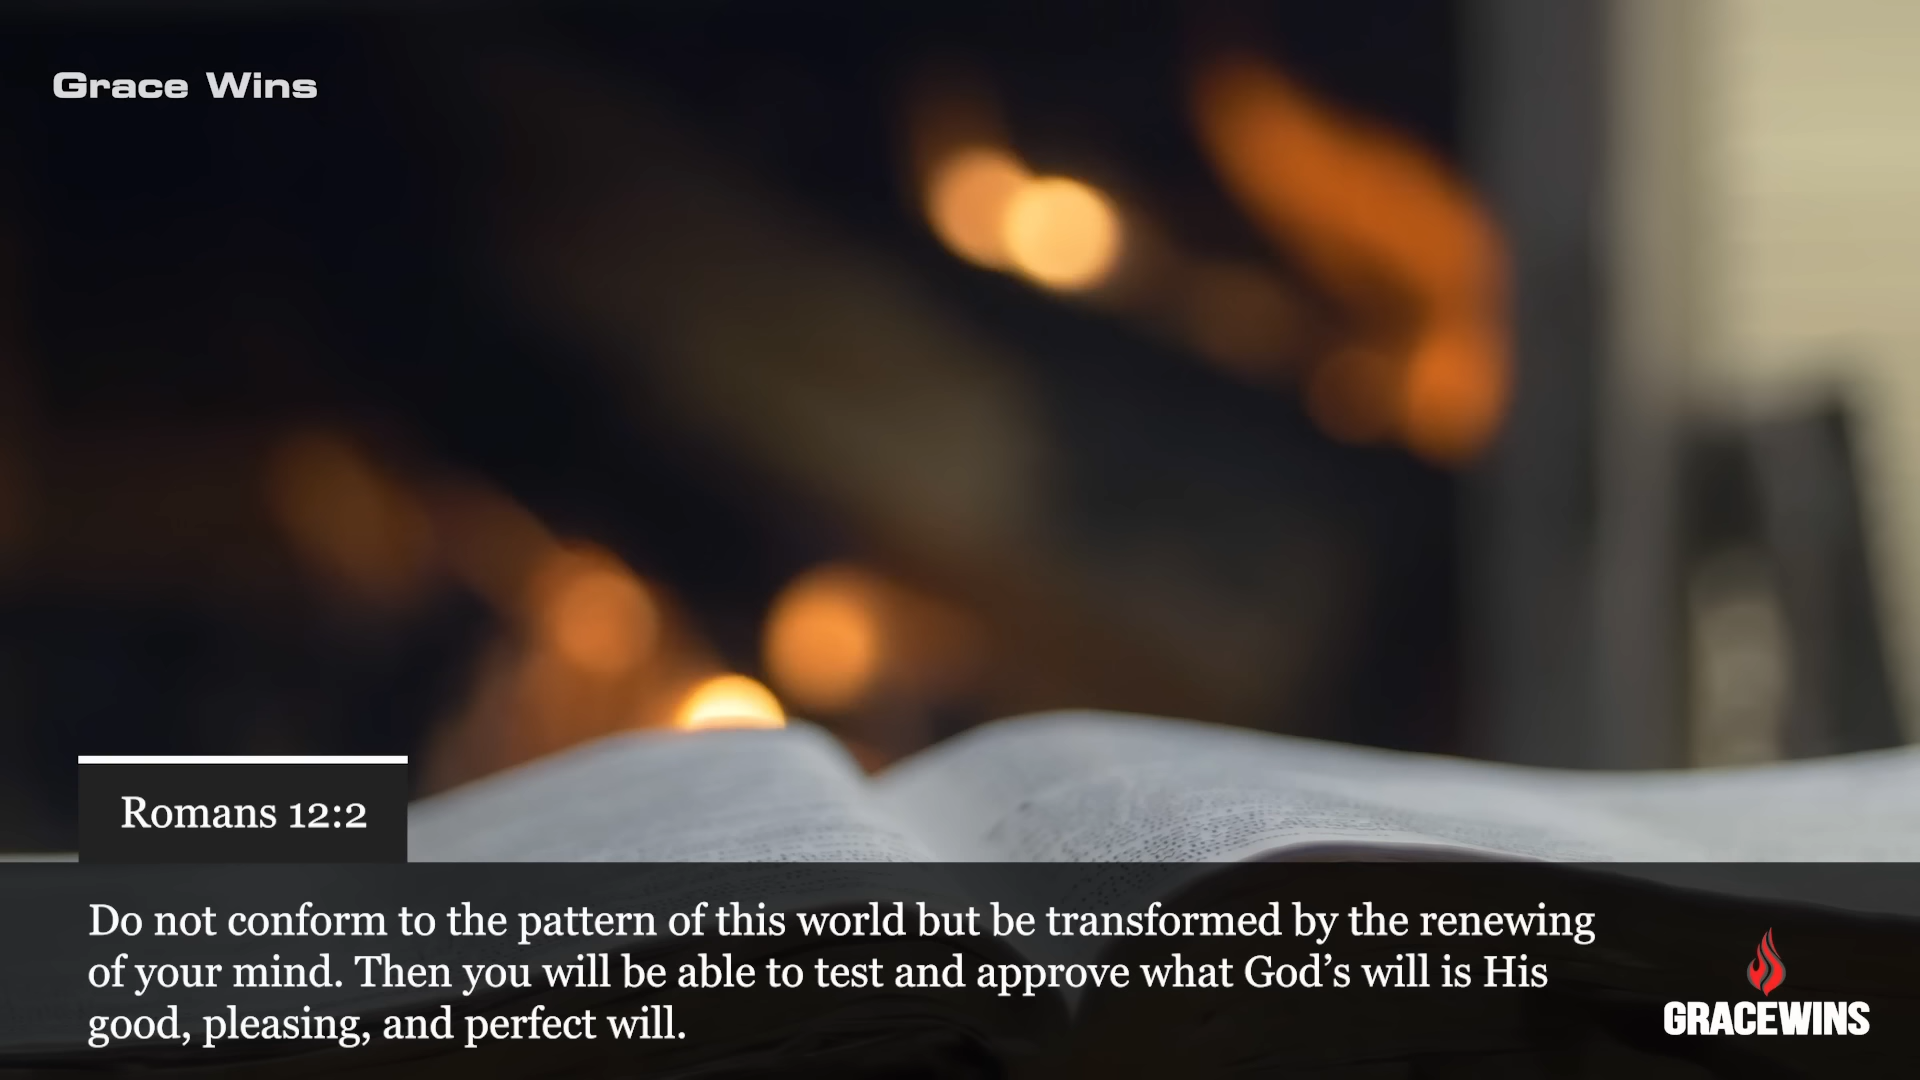 Grace Wins
Romans 12:2
Do not conform to the pattern of this world but be transformed by the renewing
of your mind. Then you will be able to test and approve what God’s will is His
good, pleasing, and perfect will.
GRACEWINS